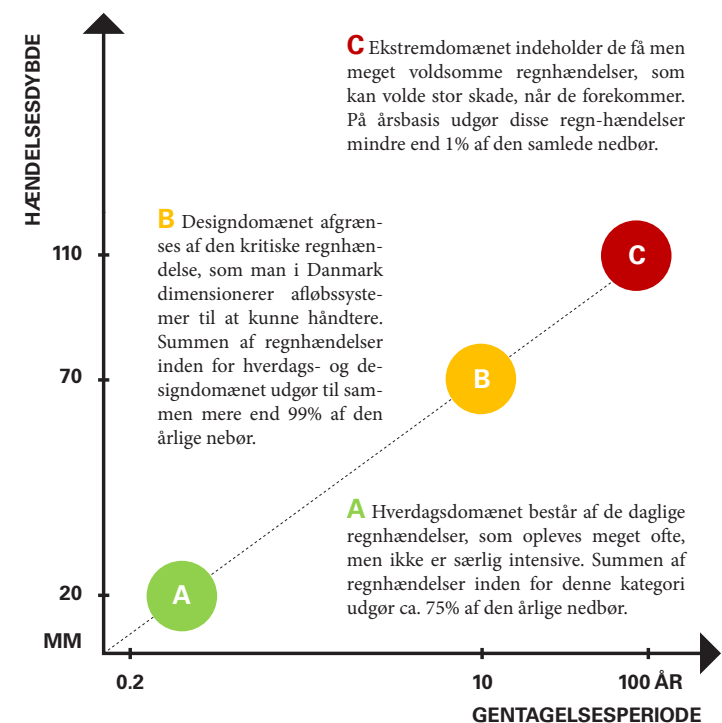 HÆNDELSESDYBDE
C Ekstremdomænet indeholder de få men
meget voldsomme regnhændelser, som
kan volde stor skade, når de forekommer.
På årsbasis udgør disse regn-hændelser
mindre end 1% af den samlede nedbør.
B Designdomænet afgræn-
ses af den kritiske regnhæn-
delse, som man i Danmark
dimensionerer afløbssyste-
mer til at kunne håndtere.
Summen af regnhændelser
inden for hverdags- og de-
signdomænet udgør til sam-
men mere end 99% af den
årlige nebør.
110
C
70
B
A Hverdagsdomænet består af de daglige
regnhændelser, som opleves meget ofte,
men ikke er særlig intensive. Summen af
regnhændelser inden for denne kategori
udgør ca. 75% af den årlige nedbør.
20
A
MM
0.2
10
100 ÅR
GENTAGELSESPERIODE